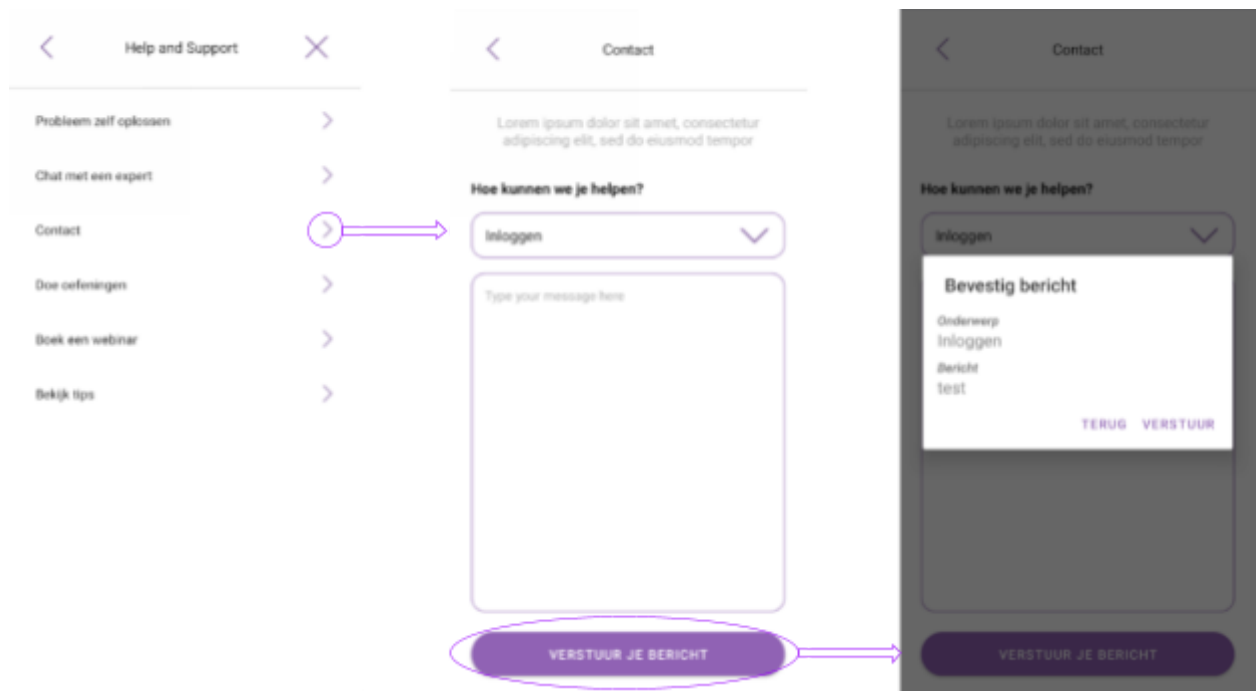 Help and Support
Probleem zelf oplossen
Chat met een expert
Contact
Doe oefeningen
Boek een webinar
Bekijk tips
Contact
Lorem ipsum dolor sit amet, consectetur
adipiscing elit, sed do eiusmod tempor
Hoe kunnen we je helpen?
Inloggen
Type your message here
VERSTUUR JE BERICHT
Contact
Lorem ipsum dolor sit amet, consectetur
adipiscing elit, sed do eiusmod tempor
Hoe kunnen we je helpen?
Inloggen
Bevestig bericht
Onderwerp
Inloggen
Bericht
test
TERUG VERSTUUR
VERSTUUR JE BERICHT